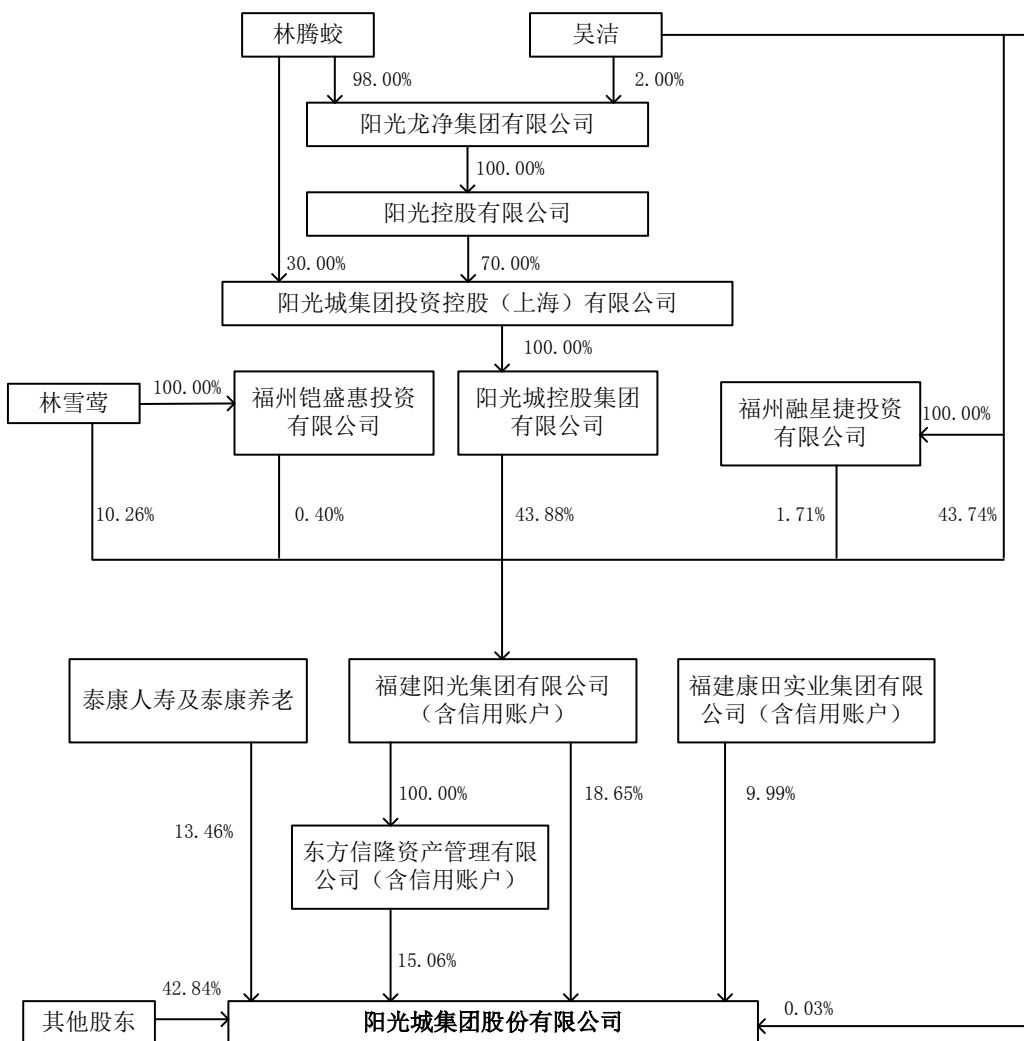 林腾蛟
吴洁
98.00%
2.00%
阳光龙净集团有限公司
100.00%
阳光控股有限公司
30.00%
70.00%
阳光城集团投资控股（上海）有限公司
100.00%
林雪莺
100.00%
福州铠盛惠投资
有限公司
阳光城控股集团
有限公司
福州融星捷投资
有限公司
100.00%
10.26%
0.40%
43.88%
1.71%
43.74%
泰康人寿及泰康养老
福建阳光集团有限公司
（含信用账户）
福建康田实业集团有限
公司（含信用账户）
100.00%
18.65%
9.99%
13.46%
东方信隆资产管理有限
公司（含信用账户）
15.06%
42.84%
其他股东
阳光城集团股份有限公司
0.03%